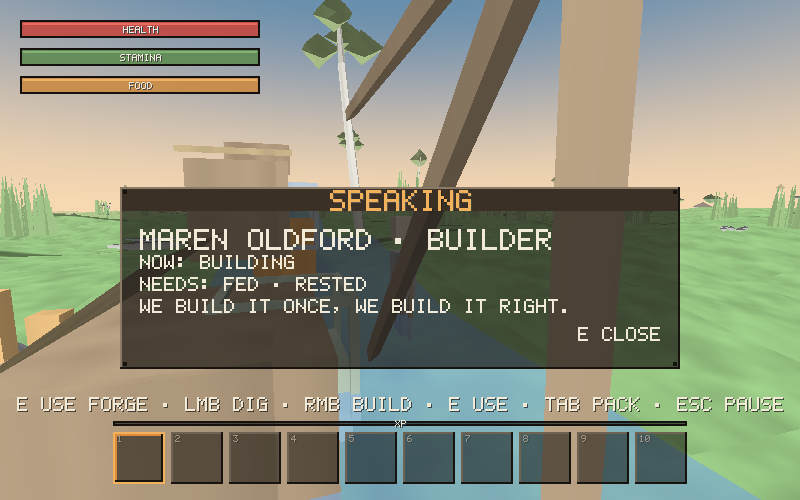 HEALTH
STAMINA
FOOD
SPEAKING
MAREN OLDFORD · BUILDER
NOW: BUILDING
NEEDS: FED · RESTED
WE BUILD IT ONCE, WE BUILD IT RIGHT.
E CLOSE
E USE FORGE · LMB DIG · RMB BUILD · E USE · TAB PACK · ESC PAUSE
XP
1 2 3 4 5 6 7 8 9 10